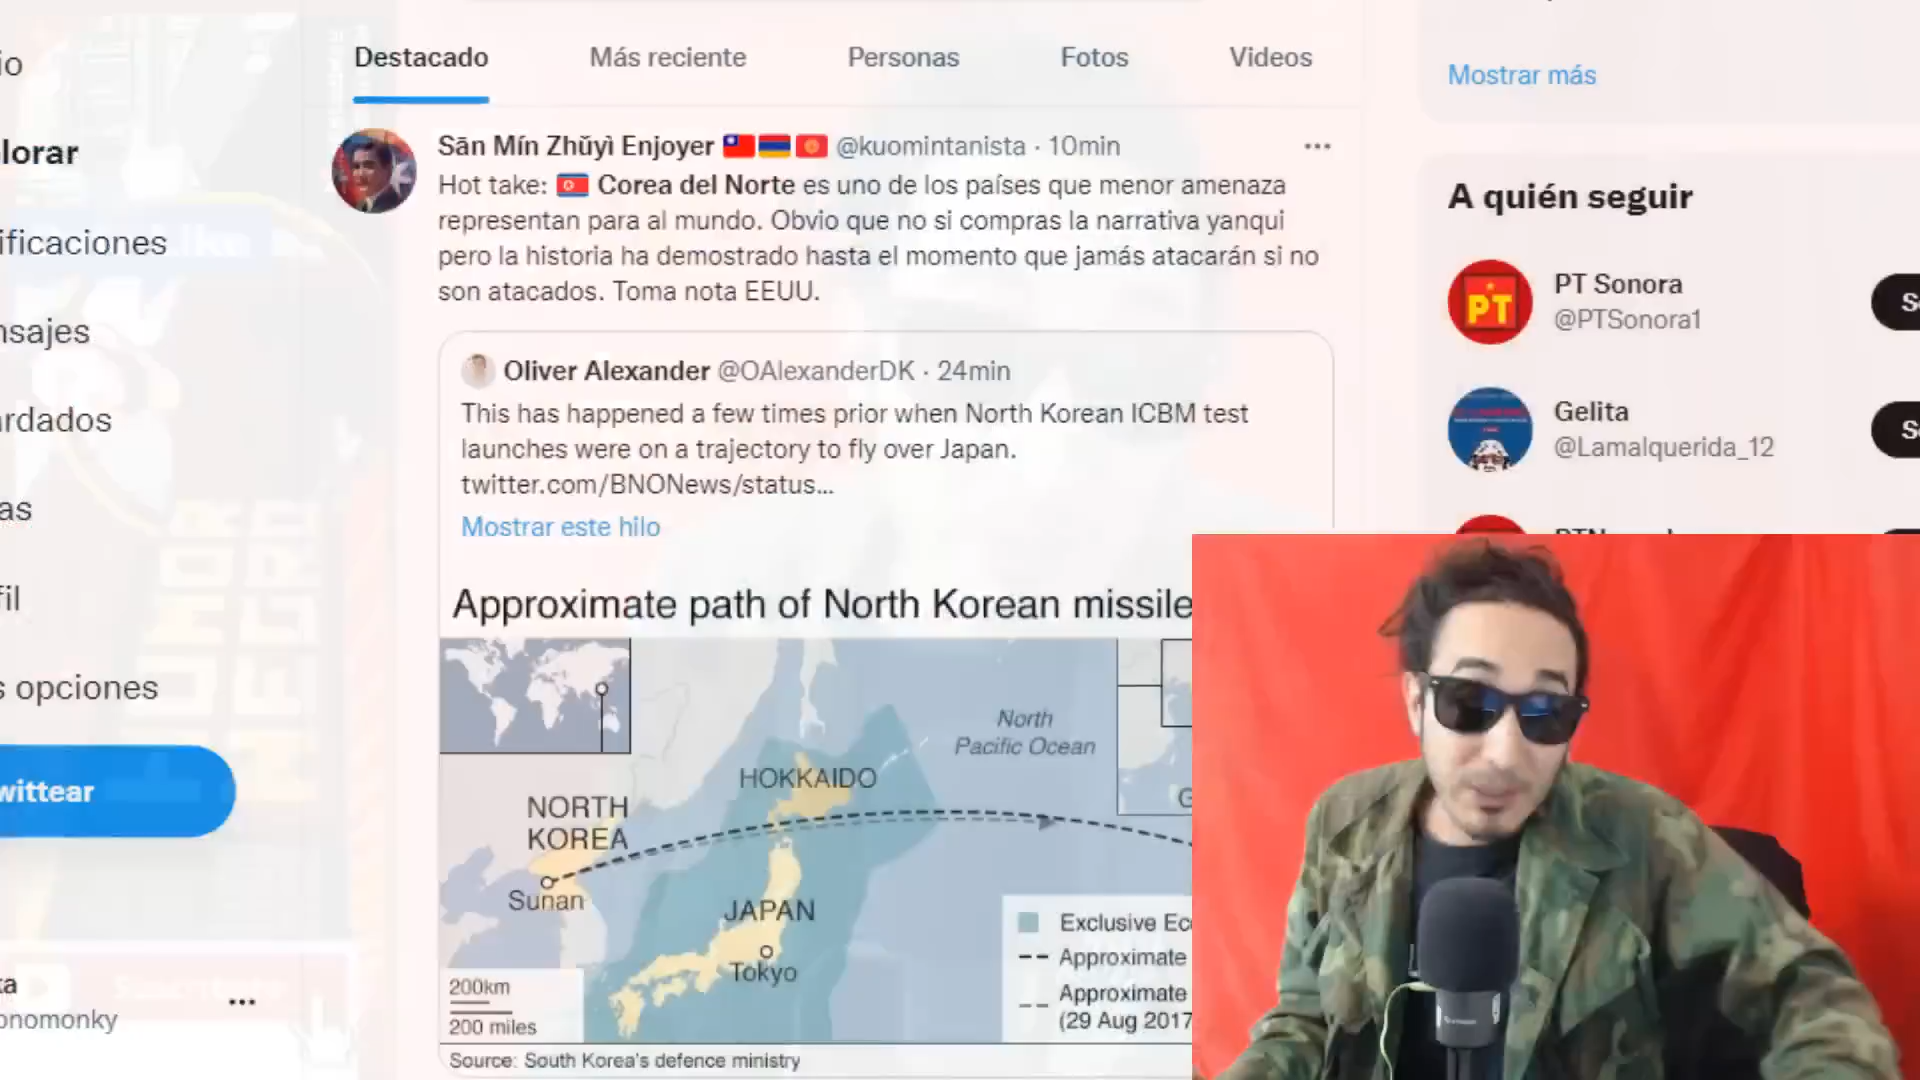 Destacado
Más reciente
Personas
Fotos
Videos
Mostrar más
io
lorar
ificaciones
nsajes
ardados
as
fil
s opciones
wittear
ta
onomonky
Sān Mín Zhǔyì Enjoyer @kuomintanista · 10min
Hot take: Corea del Norte es uno de los países que menor amenaza
representan para al mundo. Obvio que no si compras la narrativa yanqui
pero la historia ha demostrado hasta el momento que jamás atacarán si no
son atacados. Toma nota EEUU.
Oliver Alexander @OAlexanderDK · 24min
This has happened a few times prior when North Korean ICBM test
launches were on a trajectory to fly over Japan.
twitter.com/BNONews/status...
Mostrar este hilo
Approximate path of North Korean missile
North
Pacific Ocean
HOKKAIDO
NORTH
KOREA
Sunan
JAPAN
Tokyo
G
200km
200 miles
Exclusive Ec
Approximate
Approximate
(29 Aug 2017
Source: South Korea's defence ministry
A quién seguir
PT
PT Sonora
@PTSonora1
S
Gelita
@Lamalquerida_12
S